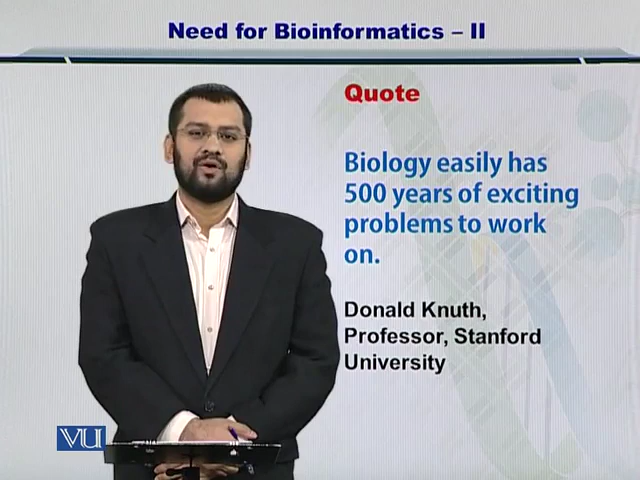 Need for Bioinformatics – II
Quote
Biology easily has
500 years of exciting
problems to work
on.
Donald Knuth,
Professor, Stanford
University
VU